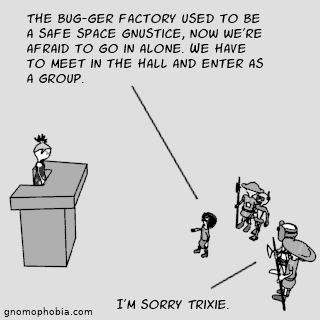 THE BUG-GER FACTORY USED TO BE
A SAFE SPACE GNUSTICE, NOW WE'RE
AFRAID TO GO IN ALONE. WE HAVE
TO MEET IN THE HALL AND ENTER AS
A GROUP.
I'M SORRY TRIXIE.
gnomophobia.com